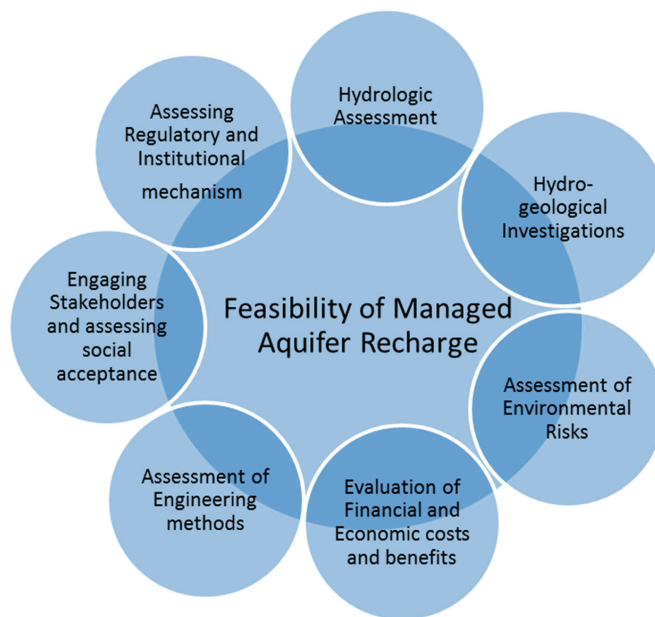 Hydrologic
Assessment
Hydro-
geological
Investigations
Assessment of
Environmental
Risks
Evaluation of
Financial and
Economic costs
and benefits
Assessment of
Engineering
methods
Engaging
Stakeholders
and assessing
social
acceptance
Assessing
Regulatory and
Institutional
mechanism
Feasibility of Managed
Aquifer Recharge